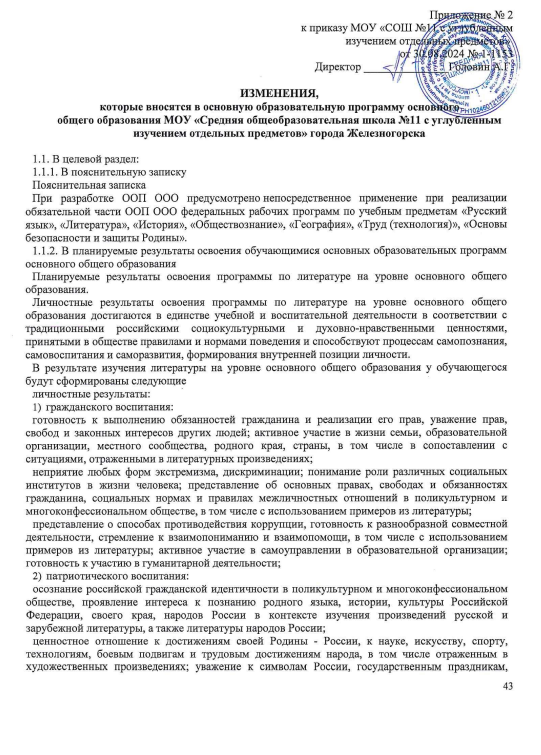 Приложение № 2
к приказу МОУ «СОШ №11 с углубленным
изучением отдельных предметов»
от 30.08.2024 № 1-1153
Директор Головин А.Г.
ИЗМЕНЕНИЯ,
которые вносятся в основную образовательную программу основного
общего образования МОУ «Средняя общеобразовательная школа №11 с углубленным
изучением отдельных предметов» города Железногорска
1.1. В целевой раздел:
1.1.1. В пояснительную записку
Пояснительная записка
При разработке ООП ООО предусмотрено непосредственное применение при реализации
обязательной части ООП ООО федеральных рабочих программ по учебным предметам «Русский
язык», «Литература», «История», «Обществознание», «География», «Труд (технология)», «Основы
безопасности и защиты Родины».
1.1.2. В планируемые результаты освоения обучающимися основных образовательных программ
основного общего образования
Планируемые результаты освоения программы по литературе на уровне основного общего
образования.
Личностные результаты освоения программы по литературе на уровне основного общего
образования достигаются в единстве учебной и воспитательной деятельности в соответствии с
традиционными российскими социокультурными и духовно-нравственными ценностями,
принятыми в обществе правилами и нормами поведения и способствуют процессам самопознания,
самовоспитания и саморазвития, формирования внутренней позиции личности.
В результате изучения литературы на уровне основного общего образования у обучающегося
будут сформированы следующие
личностные результаты:
1) гражданского воспитания:
готовность к выполнению обязанностей гражданина и реализации его прав, уважение прав,
свобод и законных интересов других людей; активное участие в жизни семьи, образовательной
организации, местного сообщества, родного края, страны, в том числе в сопоставлении с
ситуациями, отраженными в литературных произведениях;
неприятие любых форм экстремизма, дискриминации; понимание роли различных социальных
институтов в жизни человека; представление об основных правах, свободах и обязанностях
гражданина, социальных нормах и правилах межличностных отношений в поликультурном и
многоконфессиональном обществе, в том числе с использованием примеров из литературы;
представление о способах противодействия коррупции, готовность к разнообразной совместной
деятельности, стремление к взаимопониманию и взаимопомощи, в том числе с использованием
примеров из литературы; активное участие в самоуправлении в образовательной организации;
готовность к участию в гуманитарной деятельности;
2) патриотического воспитания:
осознание российской гражданской идентичности в поликультурном и многоконфессиональном
обществе, проявление интереса к познанию родного языка, истории, культуры Российской
Федерации, своего края, народов России в контексте изучения произведений русской и
зарубежной литературы, а также литературы народов России;
ценностное отношение к достижениям своей Родины - России, к науке, искусству, спорту,
технологиям, боевым подвигам и трудовым достижениям народа, в том числе отраженным в
художественных произведениях; уважение к символам России, государственным праздникам,
43